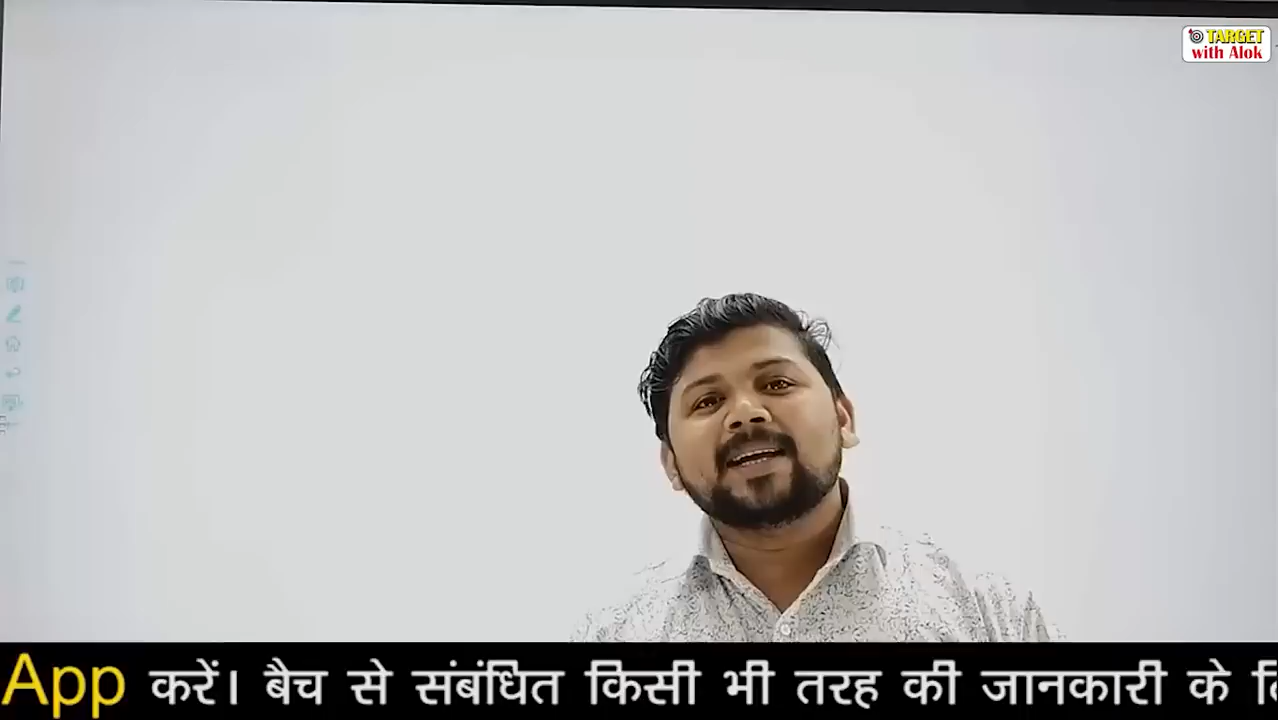 TARGET
with Alok
App करें। बैच से संबंधित किसी भी तरह की जानकारी के